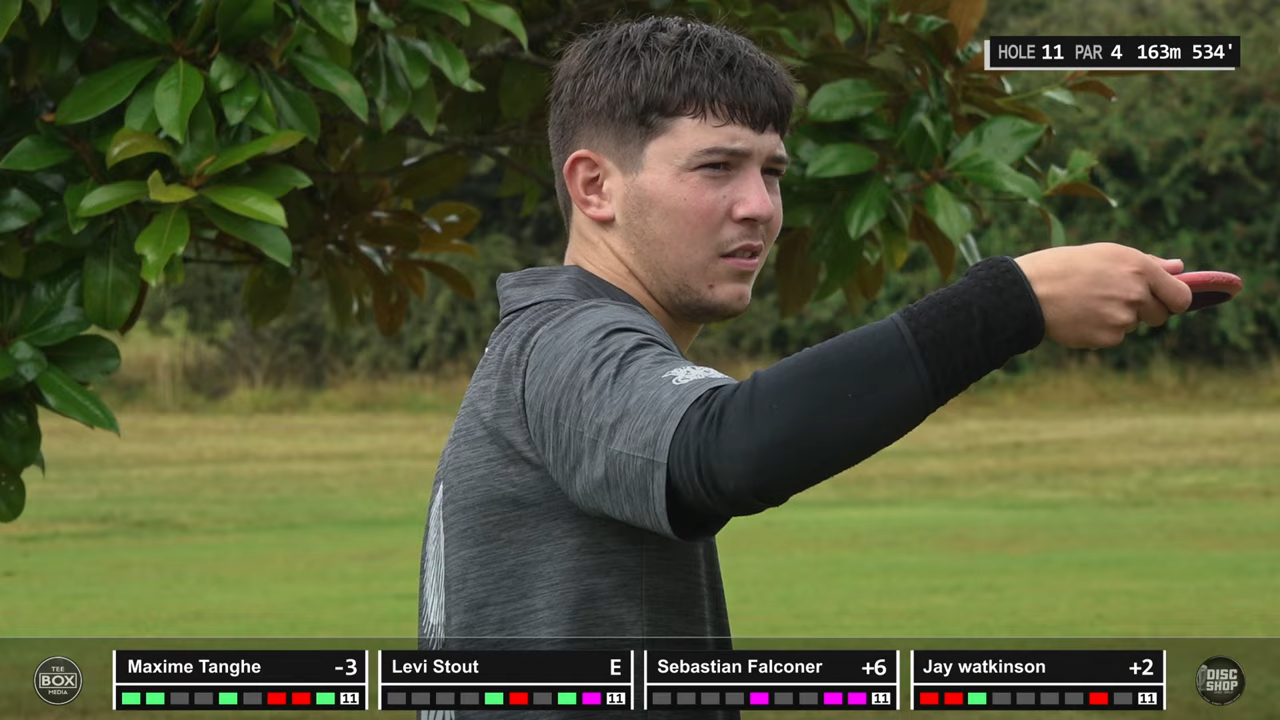 HOLE 11 PAR 4 163m 534'
TEE
BOX
MEDIA
Maxime Tanghe -3
11
Levi Stout E
11
Sebastian Falconer +6
11
Jay watkinson +2
11
DISC
SHOP